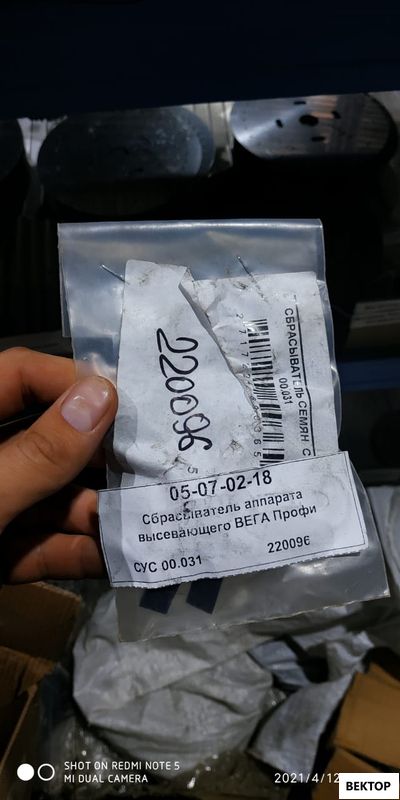 СБРАСЫВАТЕЛЬ СЕМЯН С
00.031
220096
05-07-02-18
Сбрасыватель аппарата
высевающего ВЕГА Профи
СУС 00.031 22009€
SHOT ON REDMI NOTE 5
MI DUAL CAMERA
2021/4/12
ВЕКТОР